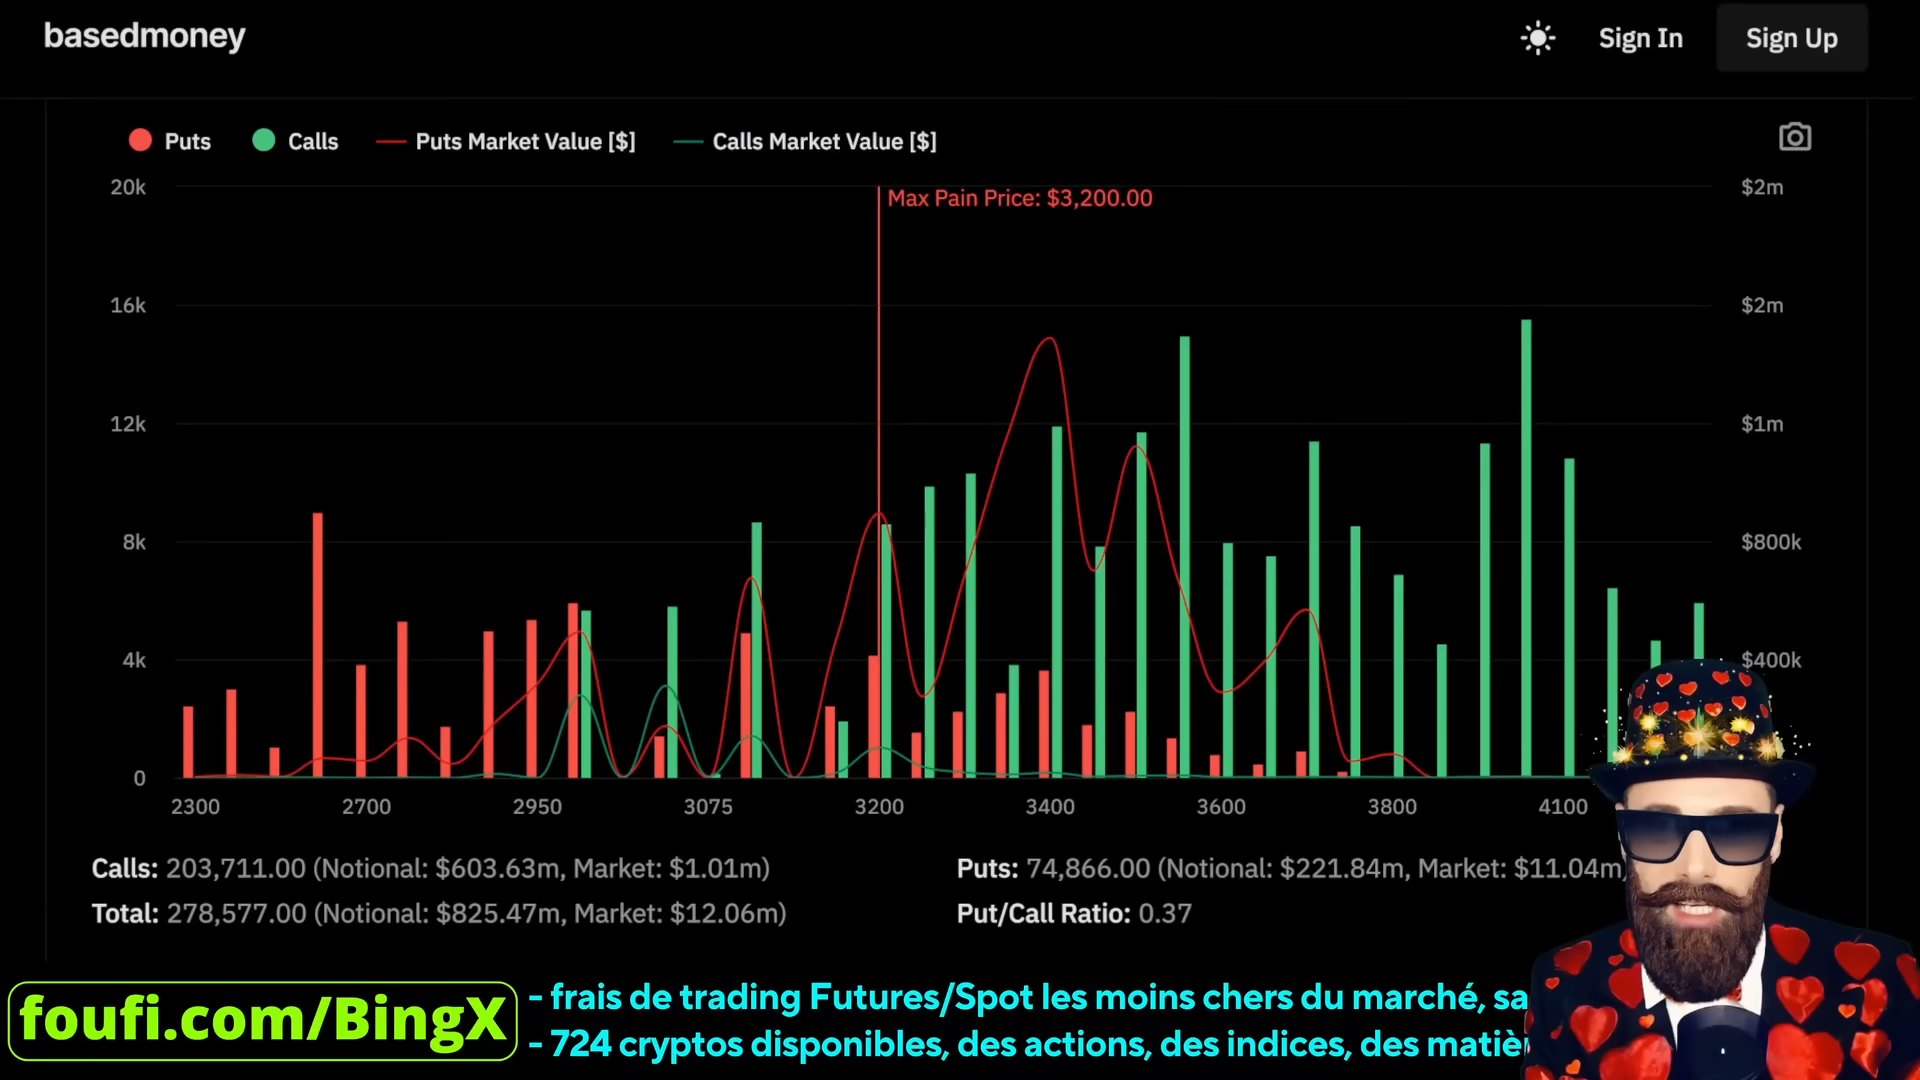 basedmoney
Sign In
Sign Up
Puts
Calls
Puts Market Value [$]
Calls Market Value [$]
Max Pain Price: $3,200.00
20k
16k
12k
8k
4k
0
$2m
$2m
$1m
$800k
$400k
2300 2700 2950 3075 3200 3400 3600 3800 4100
Calls: 203,711.00 (Notional: $603.63m, Market: $1.01m)
Puts: 74,866.00 (Notional: $221.84m, Market: $11.04m)
Total: 278,577.00 (Notional: $825.47m, Market: $12.06m)
Put/Call Ratio: 0.37
foufi.com/BingX
- frais de trading Futures/Spot les moins chers du marché, sa
- 724 cryptos disponibles, des actions, des indices, des matiè